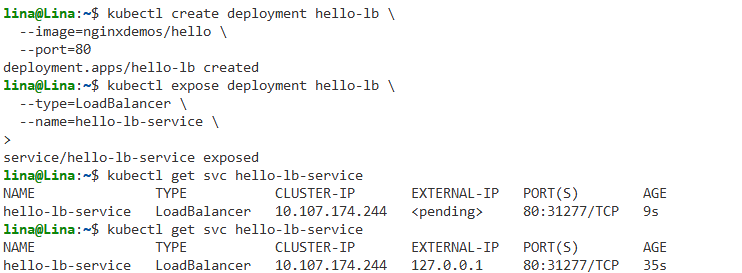 lina@Lina:~$ kubectl create deployment hello-lb \
  --image=nginxdemos/hello \
  --port=80
deployment.apps/hello-lb created
lina@Lina:~$ kubectl expose deployment hello-lb \
  --type=LoadBalancer \
  --name=hello-lb-service \
>
service/hello-lb-service exposed
lina@Lina:~$ kubectl get svc hello-lb-service
NAME               TYPE           CLUSTER-IP       EXTERNAL-IP   PORT(S)        AGE
hello-lb-service   LoadBalancer   10.107.174.244   <pending>     80:31277/TCP   9s
lina@Lina:~$ kubectl get svc hello-lb-service
NAME               TYPE           CLUSTER-IP       EXTERNAL-IP   PORT(S)        AGE
hello-lb-service   LoadBalancer   10.107.174.244   127.0.0.1     80:31277/TCP   35s